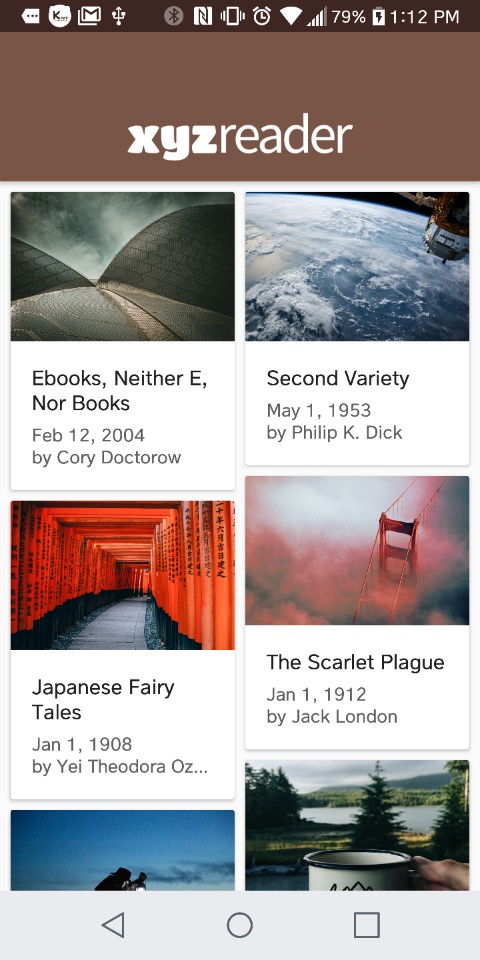 79% 1:12 PM
xyzreader
Ebooks, Neither E,
Nor Books
Feb 12, 2004
by Cory Doctorow
Second Variety
May 1, 1953
by Philip K. Dick
Japanese Fairy
Tales
Jan 1, 1908
by Yei Theodora Oz...
The Scarlet Plague
Jan 1, 1912
by Jack London